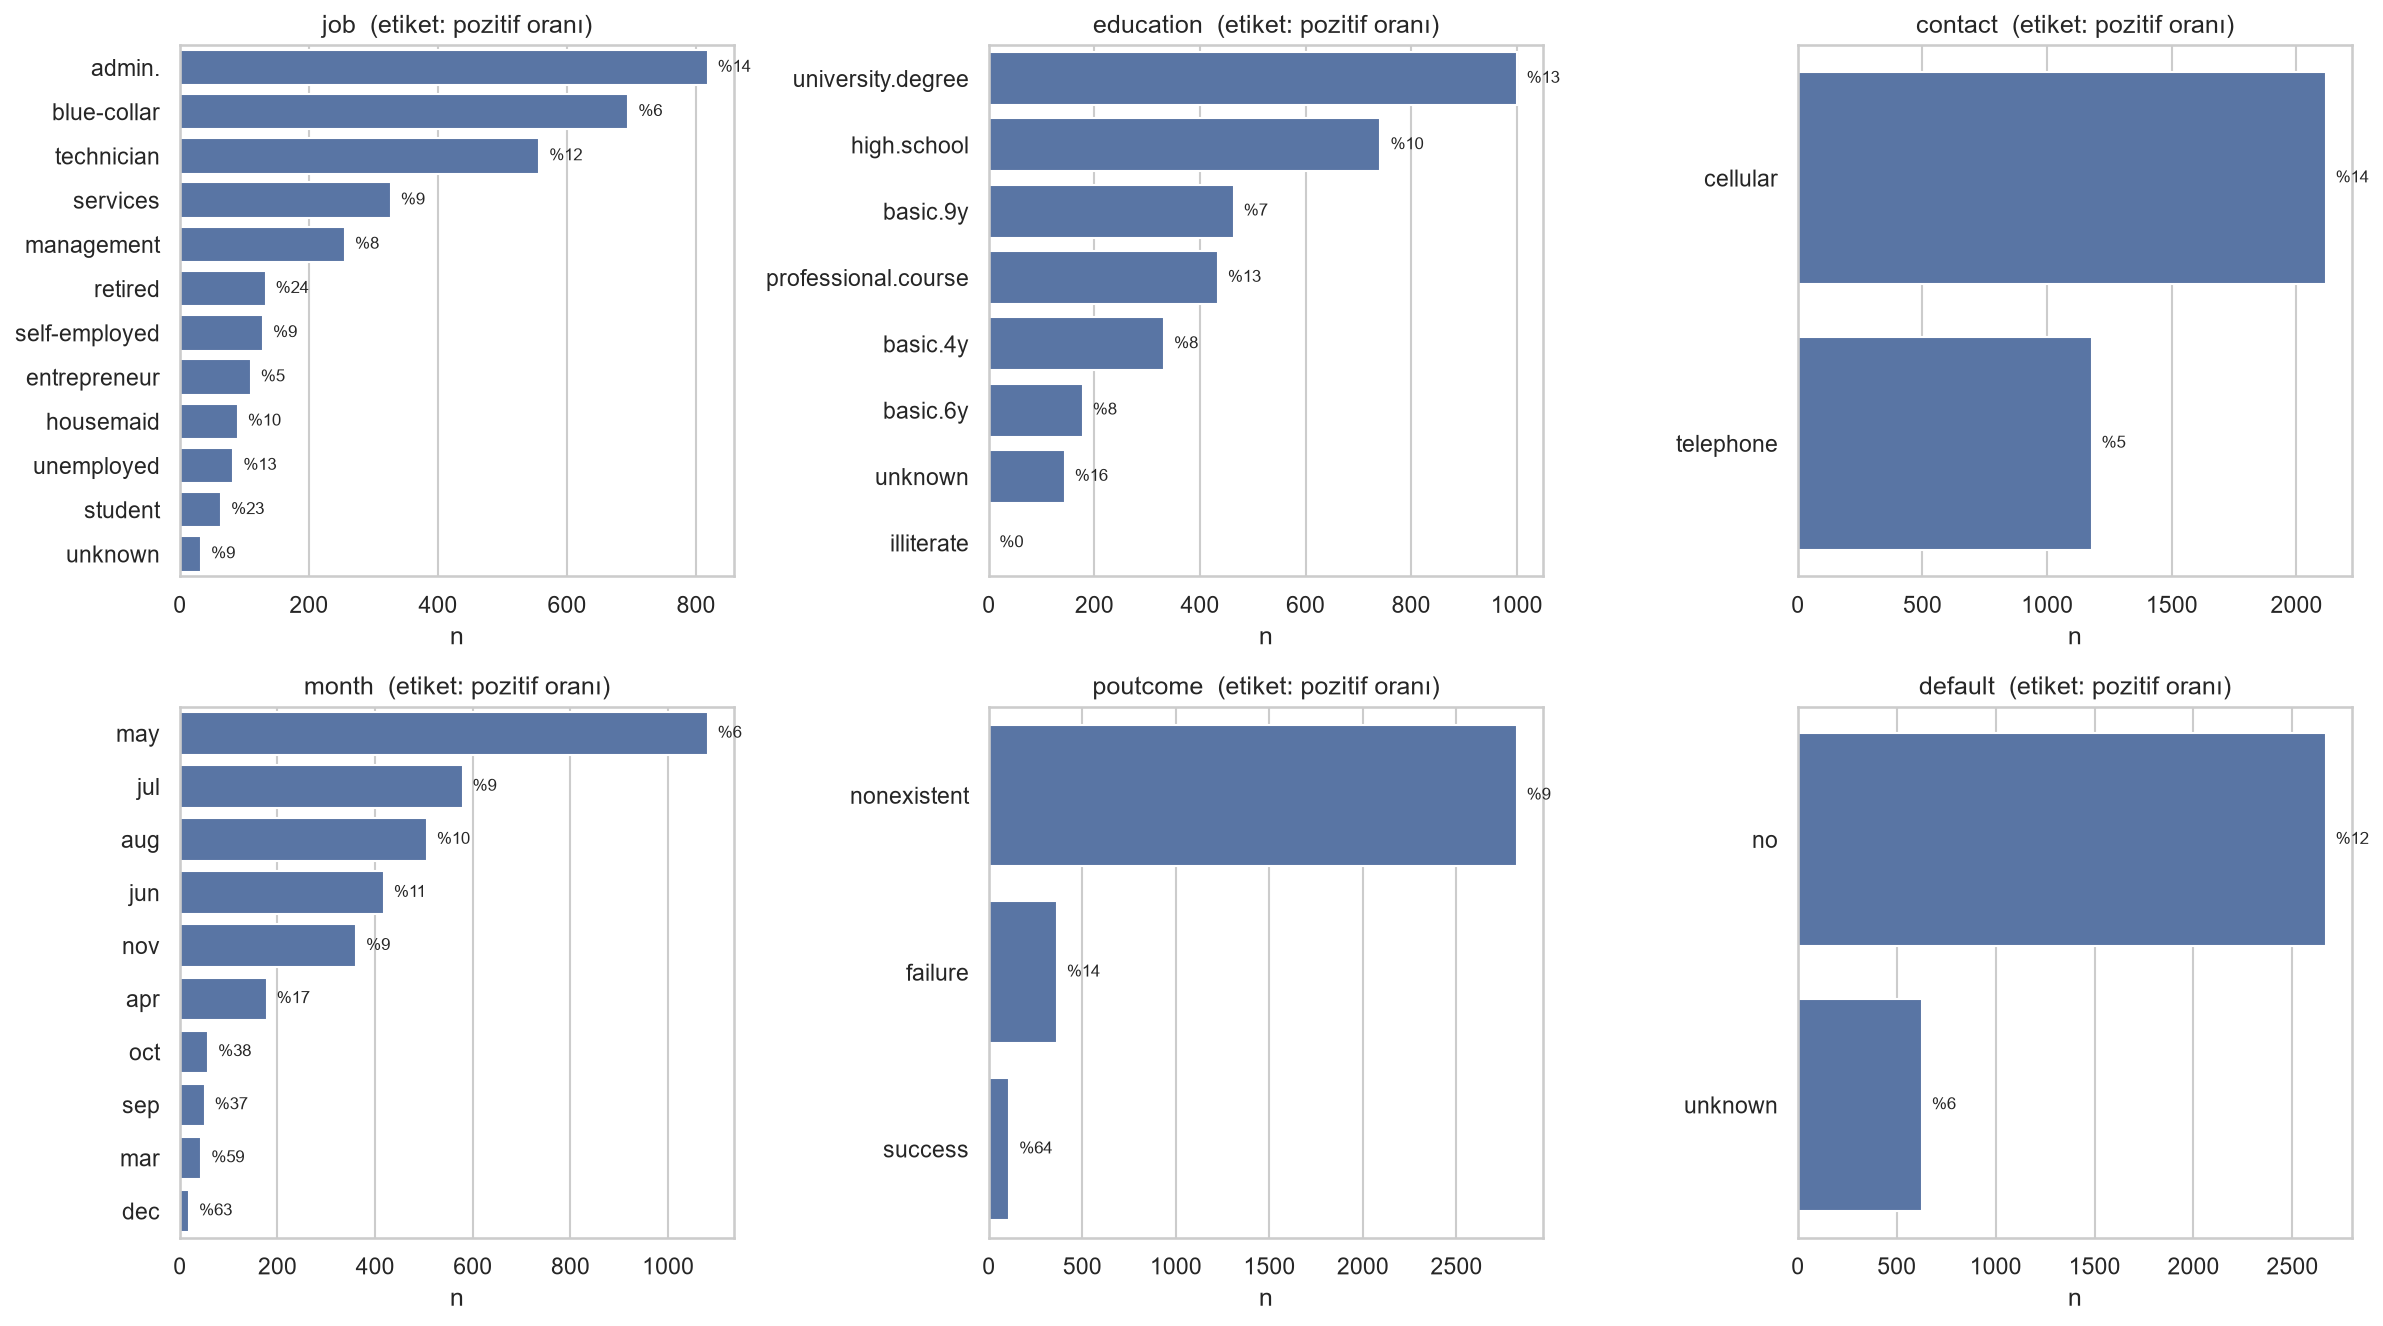 job  (etiket: pozitif oranı)
admin.
%14
blue-collar
%6
technician
%12
services
%9
management
%8
retired
%24
self-employed
%9
entrepreneur
%5
housemaid
%10
unemployed
%13
student
%23
unknown
%9
0 200 400 600 800
n
education  (etiket: pozitif oranı)
university.degree
%13
high.school
%10
basic.9y
%7
professional.course
%13
basic.4y
%8
basic.6y
%8
unknown
%16
illiterate
%0
0 200 400 600 800 1000
n
contact  (etiket: pozitif oranı)
cellular
%14
telephone
%5
0 500 1000 1500 2000
n
month  (etiket: pozitif oranı)
may
%6
jul
%9
aug
%10
jun
%11
nov
%9
apr
%17
oct
%38
sep
%37
mar
%59
dec
%63
0 200 400 600 800 1000
n
poutcome  (etiket: pozitif oranı)
nonexistent
%9
failure
%14
success
%64
0 500 1000 1500 2000 2500
n
default  (etiket: pozitif oranı)
no
%12
unknown
%6
0 500 1000 1500 2000 2500
n